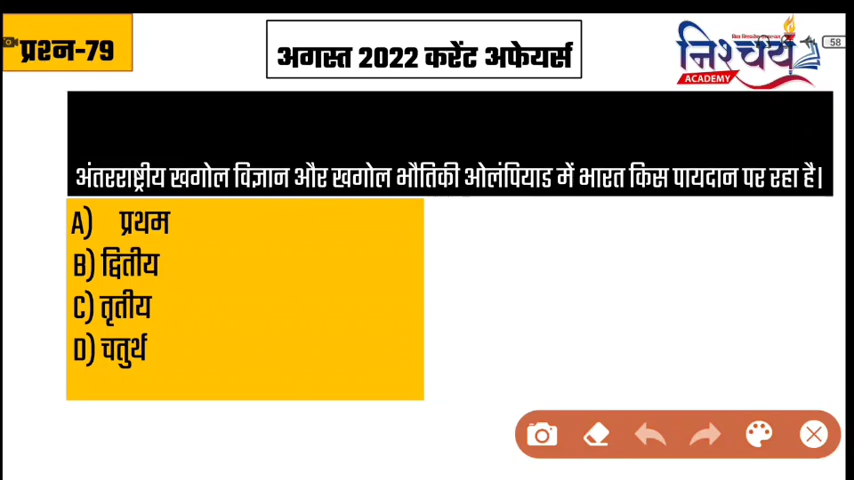 प्रश्न-79
अगस्त 2022 करेंट अफेयर्स
निश्चय
ACADEMY
58
अंतरराष्ट्रीय खगोल विज्ञान और खगोल भौतिकी ओलंपियाड में भारत किस पायदान पर रहा है।
A) प्रथम
B) द्वितीय
C) तृतीय
D) चतुर्थ